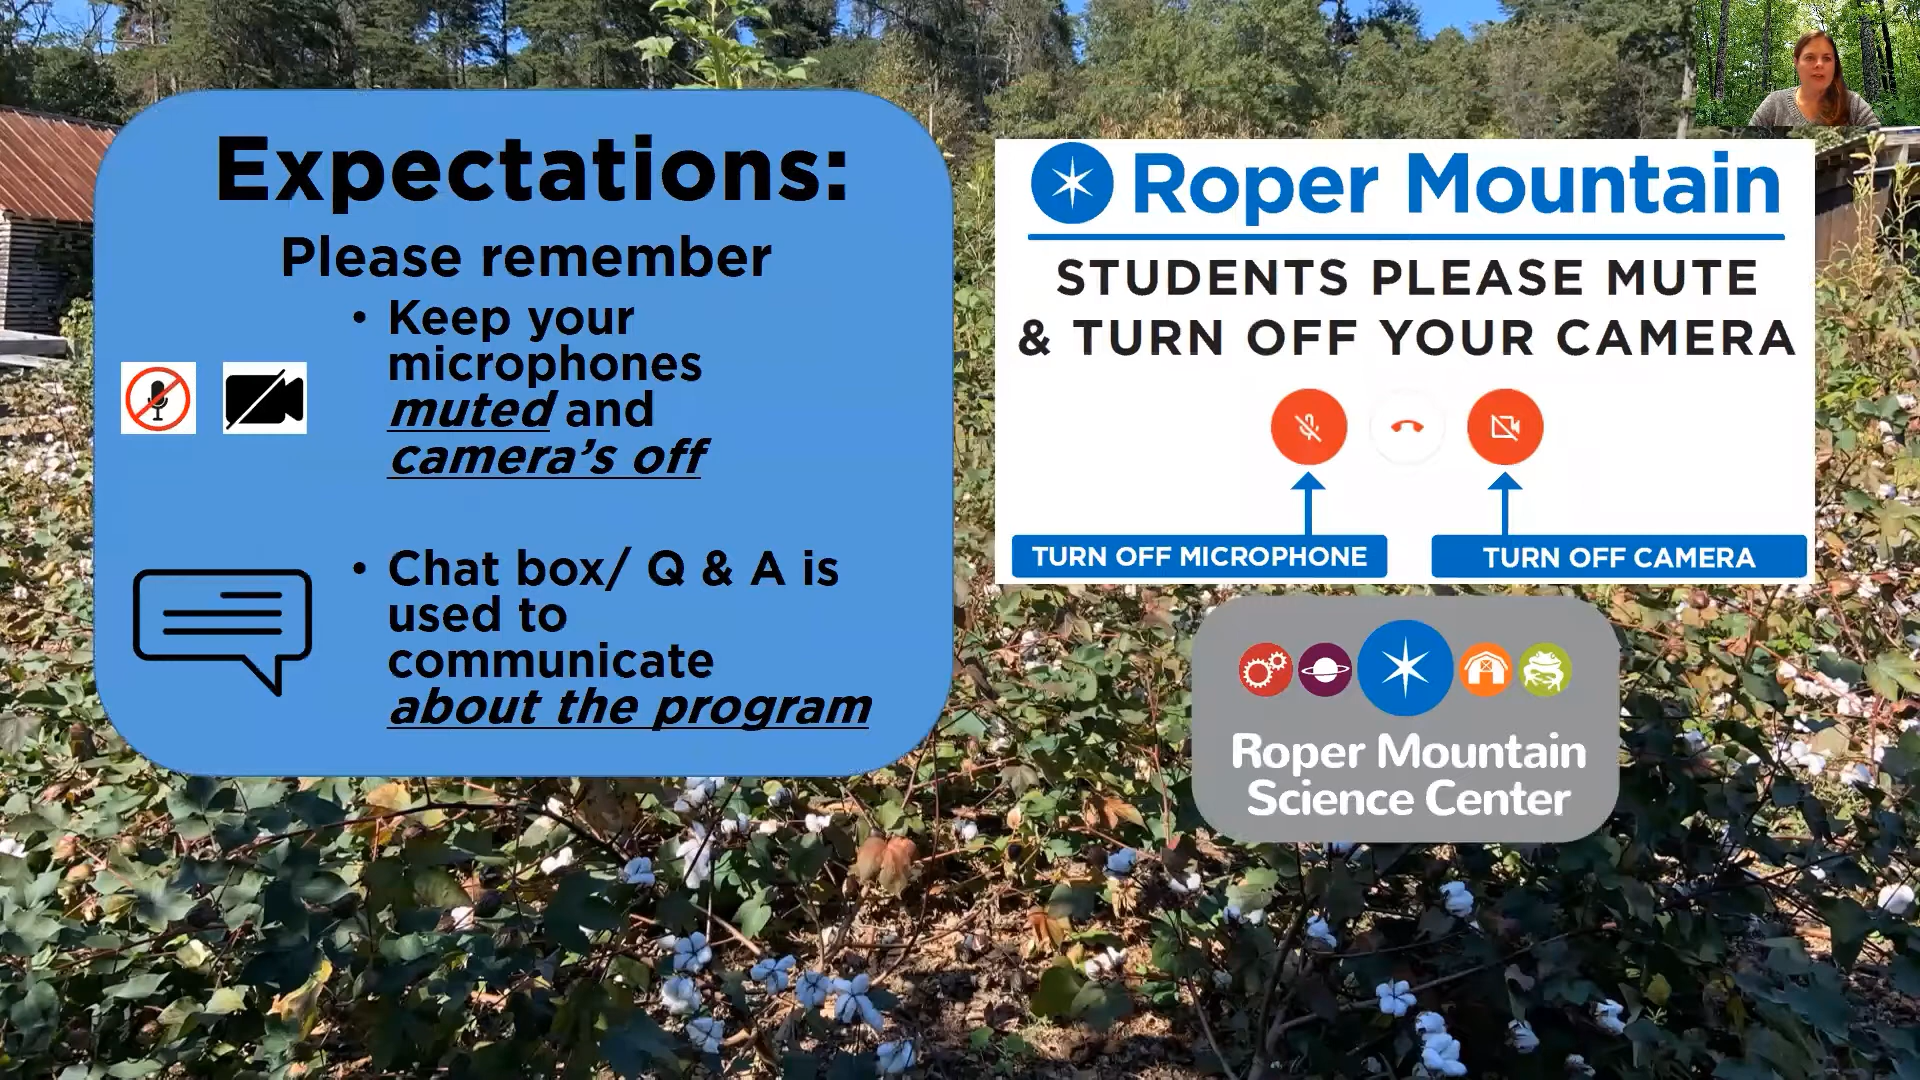 Expectations:
Please remember
• Keep your
microphones
muted and
camera's off
• Chat box/ Q & A is
used to
communicate
about the program
Roper Mountain
STUDENTS PLEASE MUTE
& TURN OFF YOUR CAMERA
TURN OFF MICROPHONE
TURN OFF CAMERA
Roper Mountain
Science Center